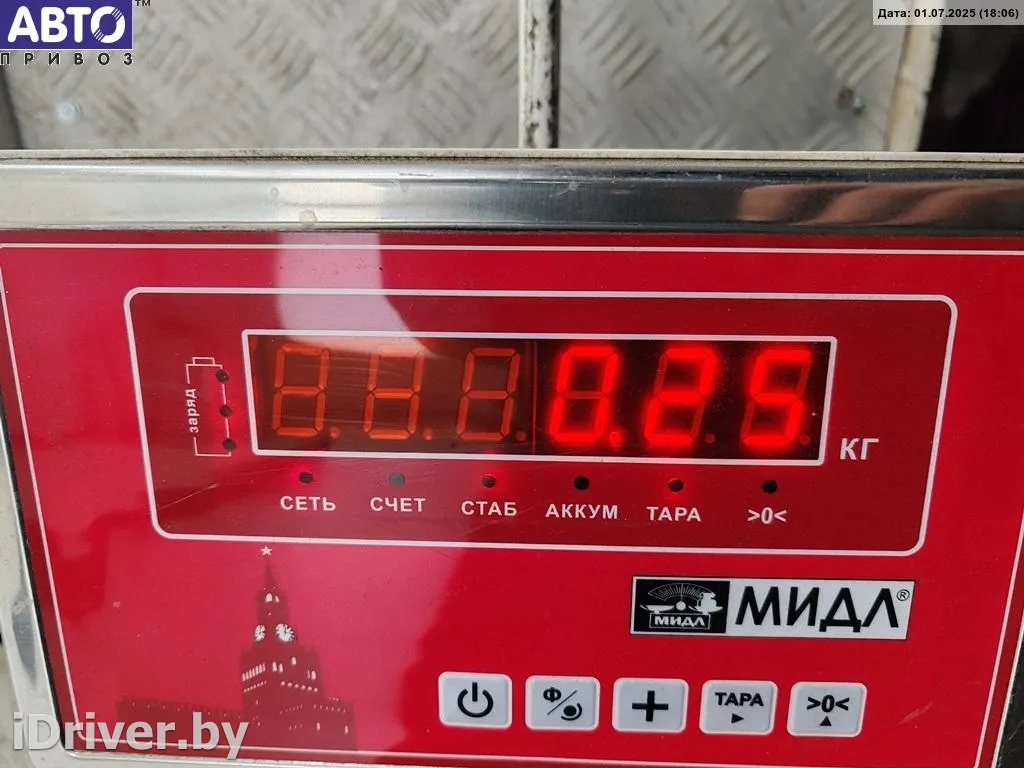 АВТО™
ПРИВОЗ
Дата: 01.07.2025 (18:06)
заряд
0.25
КГ
СЕТЬ СЧЕТ СТАБ АККУМ ТАРА >0<
МИДЛ МИДЛ®
Ф ТАРА >0<
iDriver.by